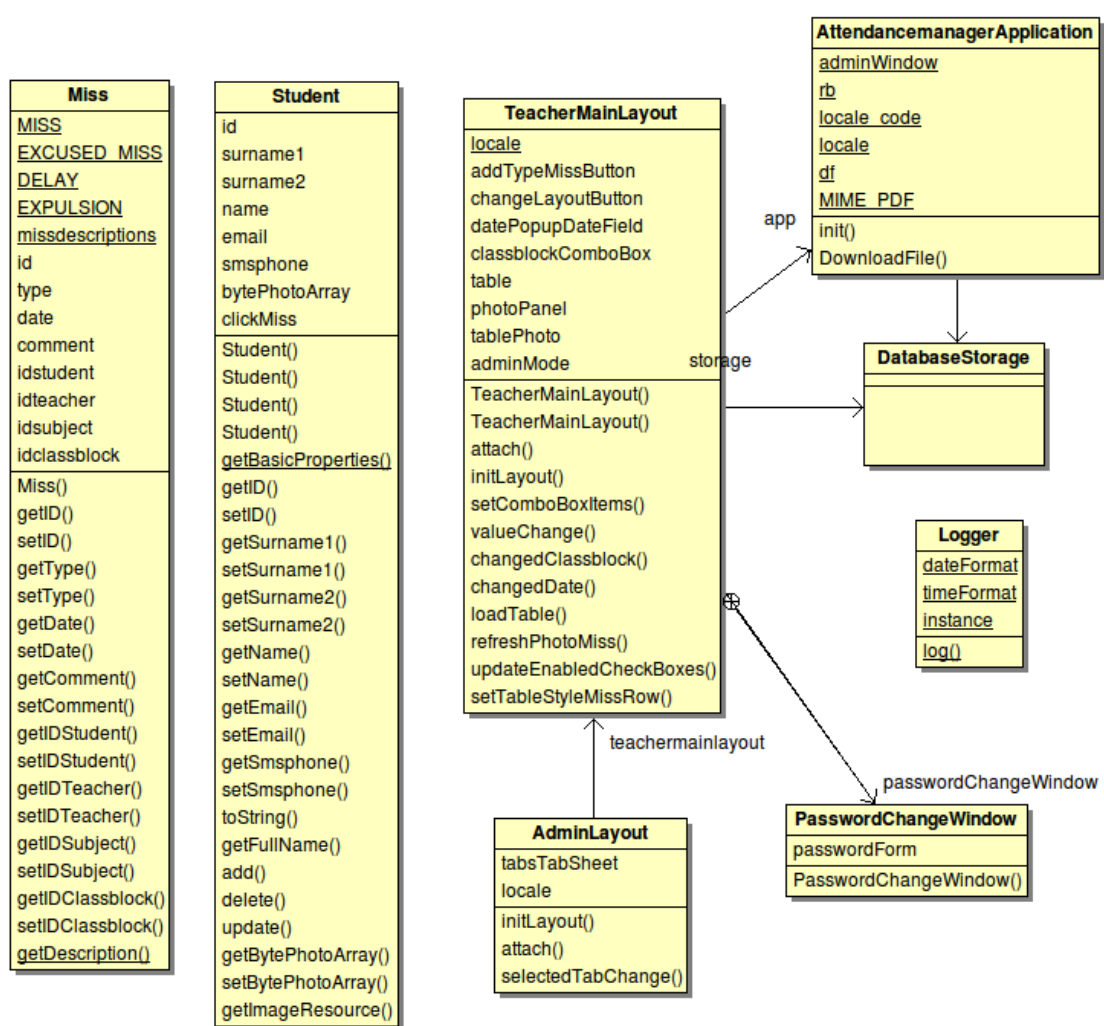 Miss
MISS
EXCUSED_MISS
DELAY
EXPULSION
missdescriptions
id
type
date
comment
idstudent
idteacher
idsubject
idclassblock
Miss()
getID()
setID()
getType()
setType()
getDate()
setDate()
getComment()
setComment()
getIDStudent()
setIDStudent()
getIDTeacher()
setIDTeacher()
getIDSubject()
setIDSubject()
getIDClassblock()
setIDClassblock()
getDescription()
Student
id
surname1
surname2
name
email
smsphone
bytePhotoArray
clickMiss
Student()
Student()
Student()
Student()
getBasicProperties()
getID()
setID()
getSurname1()
setSurname1()
getSurname2()
setSurname2()
getName()
setName()
getEmail()
setEmail()
getSmsphone()
setSmsphone()
toString()
getFullName()
add()
delete()
update()
getBytePhotoArray()
setBytePhotoArray()
getImageResource()
TeacherMainLayout
locale
addTypeMissButton
changeLayoutButton
datePopupDateField
classblockComboBox
table
photoPanel
tablePhoto
adminMode
TeacherMainLayout()
TeacherMainLayout()
attach()
initLayout()
setComboBoxItems()
valueChange()
changedClassblock()
changedDate()
loadTable()
refreshPhotoMiss()
updateEnabledCheckBoxes()
setTableStyleMissRow()
teachermainlayout
AdminLayout
tabsTabSheet
locale
initLayout()
attach()
selectedTabChange()
app
storage
AttendancemanagerApplication
adminWindow
rb
locale_code
locale
df
MIME_PDF
init()
DownloadFile()
DatabaseStorage
Logger
dateFormat
timeFormat
instance
log()
passwordChangeWindow
PasswordChangeWindow
passwordForm
PasswordChangeWindow()